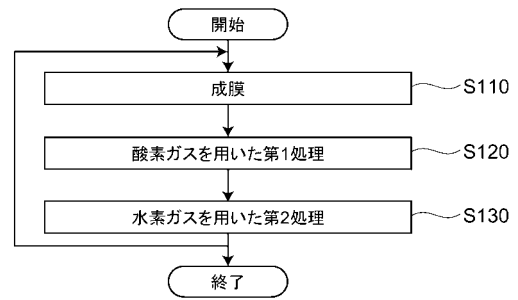 開始
成膜
S110
酸素ガスを用いた第1処理
S120
水素ガスを用いた第2処理
S130
終了